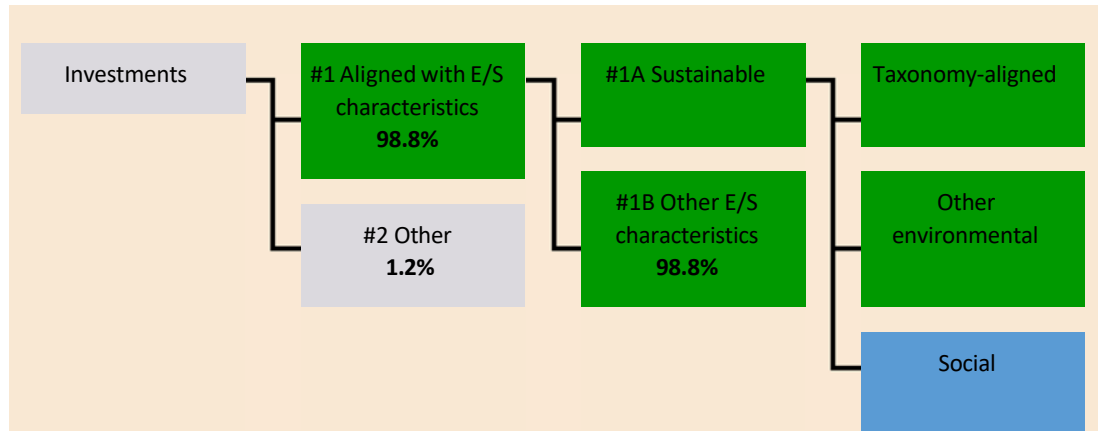 Investments
#1 Aligned with E/S
characteristics
98.8%
#2 Other
1.2%
#1A Sustainable
#1B Other E/S
characteristics
98.8%
Taxonomy-aligned
Other
environmental
Social